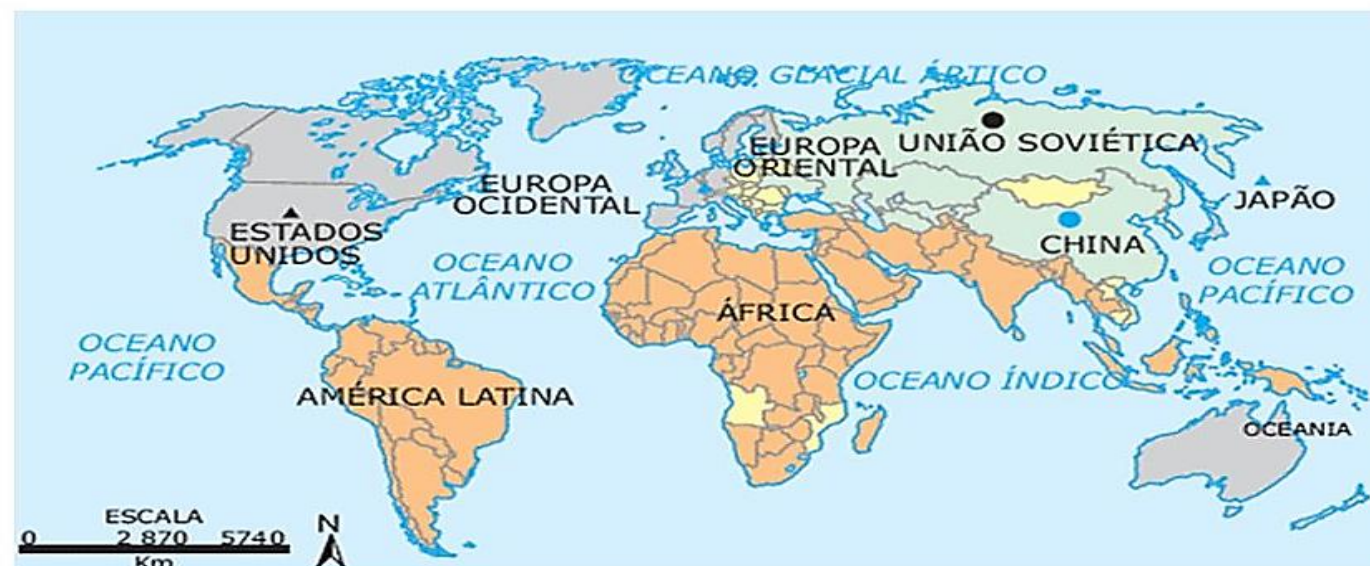 OCEANO GLACIAL ÁRTICO
EUROPA
ORIENTAL
UNIÃO SOVIÉTICA
EUROPA
OCIDENTAL
JAPÃO
ESTADOS
UNIDOS
CHINA
OCEANO
ATLÂNTICO
OCEANO
PACÍFICO
ÁFRICA
OCEANO
PACÍFICO
OCEANO ÍNDICO
AMÉRICA LATINA
OCEANIA
ESCALA
0 2 870 5740
Km
N